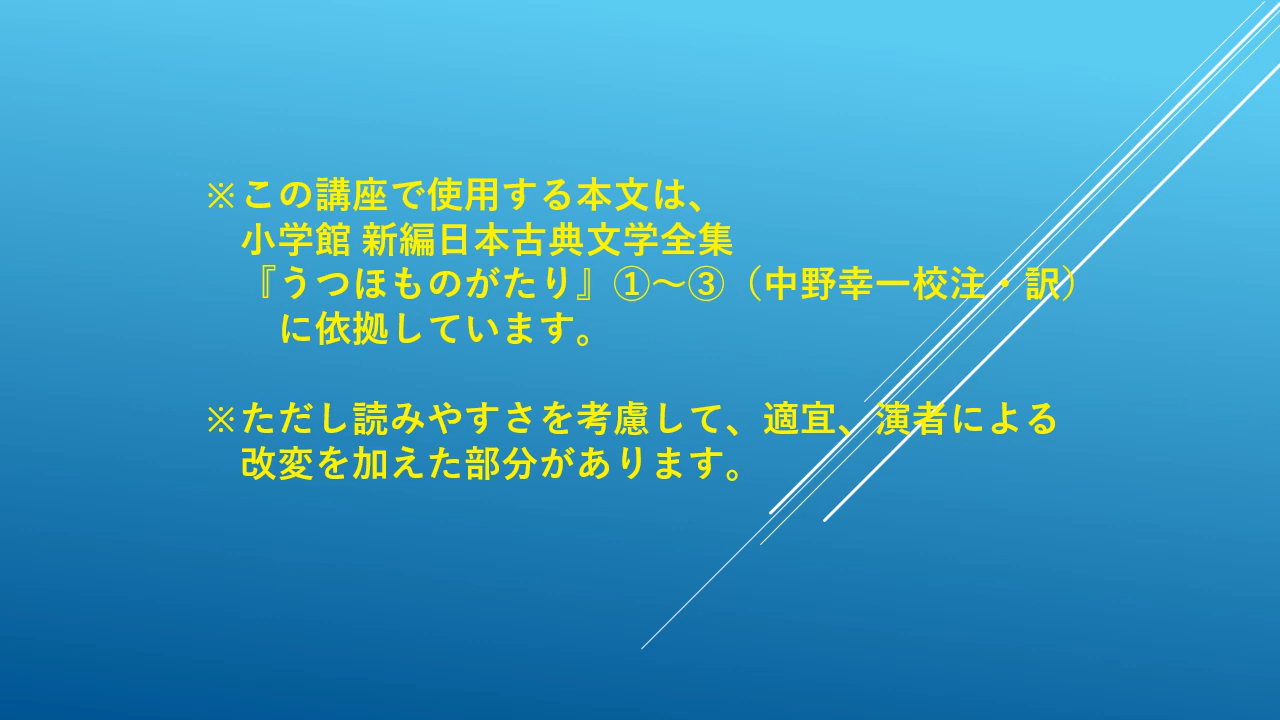 ※この講座で使用する本文は、
小学館 新編日本古典文学全集
『うつほものがたり』①～③（中野幸一校注・訳）
に依拠しています。
※ただし読みやすさを考慮して、適宜、演者による
改変を加えた部分があります。